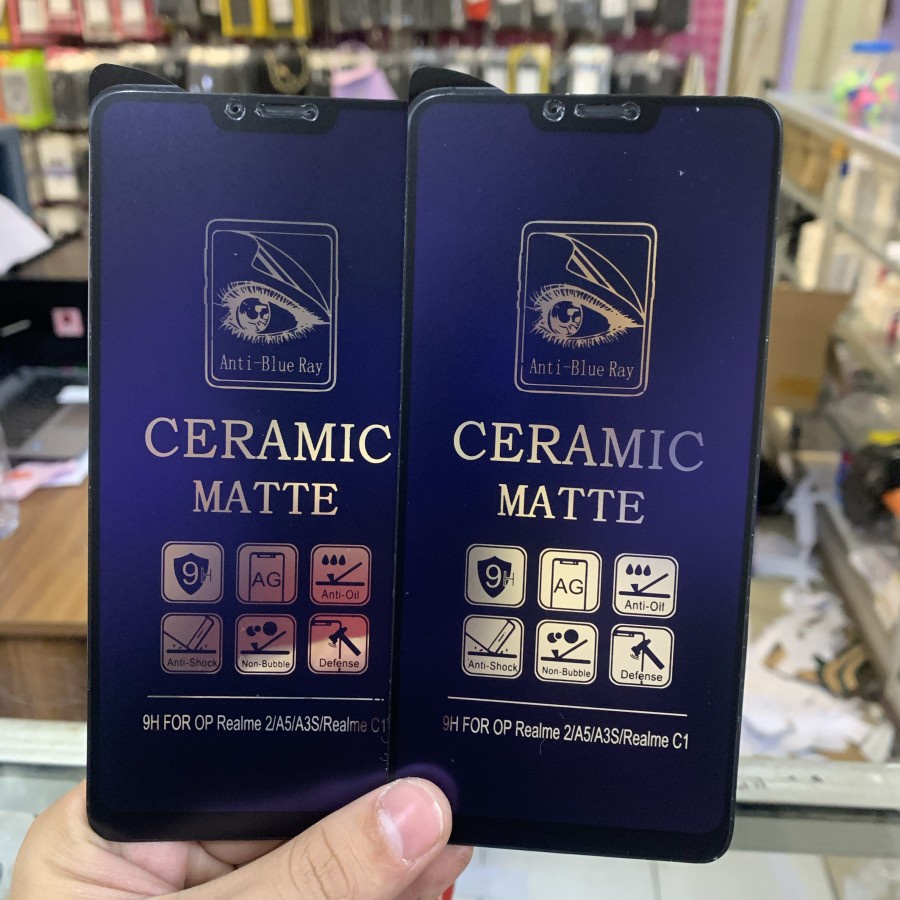 Anti-Blue Ray
CERAMIC
MATTE
9H
AG
Anti-Oil
Anti-Shock
Non-Bubble
Defense
9H FOR OP Realme 2/A5/A3S/Realme C1
Anti-Blue Ray
CERAMIC
MATTE
9H
AG
Anti-Oil
Anti-Shock
Non-Bubble
Defense
9H FOR OP Realme 2/A5/A3S/Realme C1